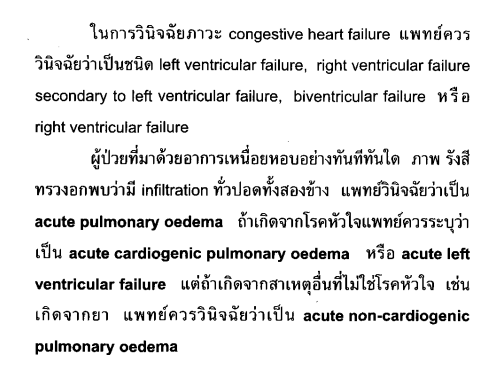 ในการวินิจฉัยภาวะ congestive heart failure แพทย์ควร
วินิจฉัยว่าเป็นชนิด left ventricular failure, right ventricular failure
secondary to left ventricular failure, biventricular failure หรือ
right ventricular failure
ผู้ป่วยที่มาด้วยอาการเหนื่อยหอบอย่างทันทีทันใด ภาพ รังสี
ทรวงอกพบว่ามี infiltration ทั่วปอดทั้งสองข้าง แพทย์วินิจฉัยว่าเป็น
acute pulmonary oedema ถ้าเกิดจากโรคหัวใจแพทย์ควรระบุว่า
เป็น acute cardiogenic pulmonary oedema หรือ acute left
ventricular failure แต่ถ้าเกิดจากสาเหตุอื่นที่ไม่ใช่โรคหัวใจ เช่น
เกิดจากยา แพทย์ควรวินิจฉัยว่าเป็น acute non-cardiogenic
pulmonary oedema